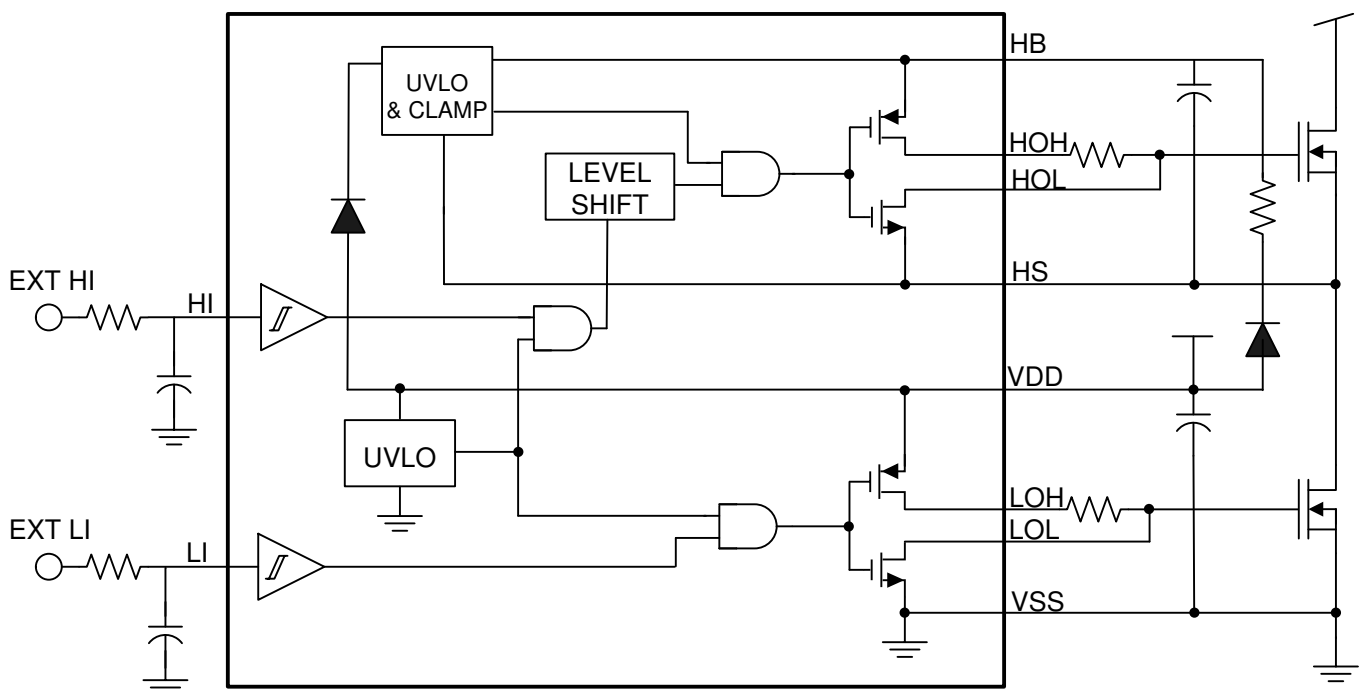 HB
UVLO
& CLAMP
HOH
LEVEL
SHIFT
HOL
EXT HI
HS
HI
VDD
UVLO
LOH
EXT LI
LOL
LI
VSS